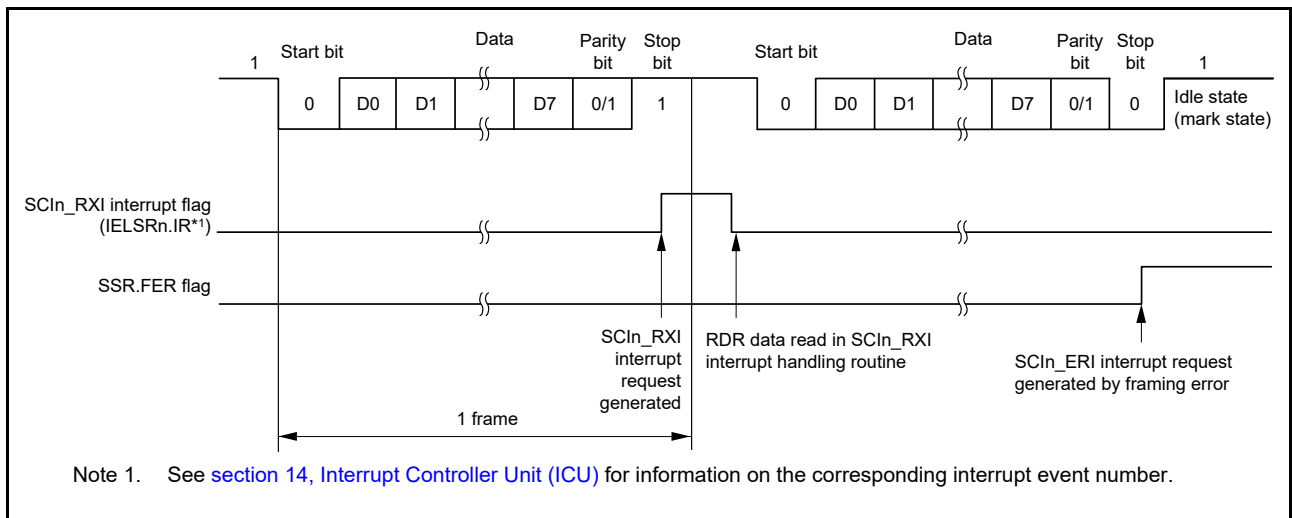 Start bit
Data
Parity bit
Stop bit
Start bit
Data
Parity bit
Stop bit
1
1
0
D0
D1
D7
0/1
1
0
D0
D1
D7
0/1
0
Idle state
(mark state)
SCIn_RXI interrupt flag
(IELSRn.IR*1)
SSR.FER flag
SCIn_RXI
interrupt
request
generated
RDR data read in SCIn_RXI
interrupt handling routine
SCIn_ERI interrupt request
generated by framing error
1 frame
Note 1. See section 14, Interrupt Controller Unit (ICU) for information on the corresponding interrupt event number.